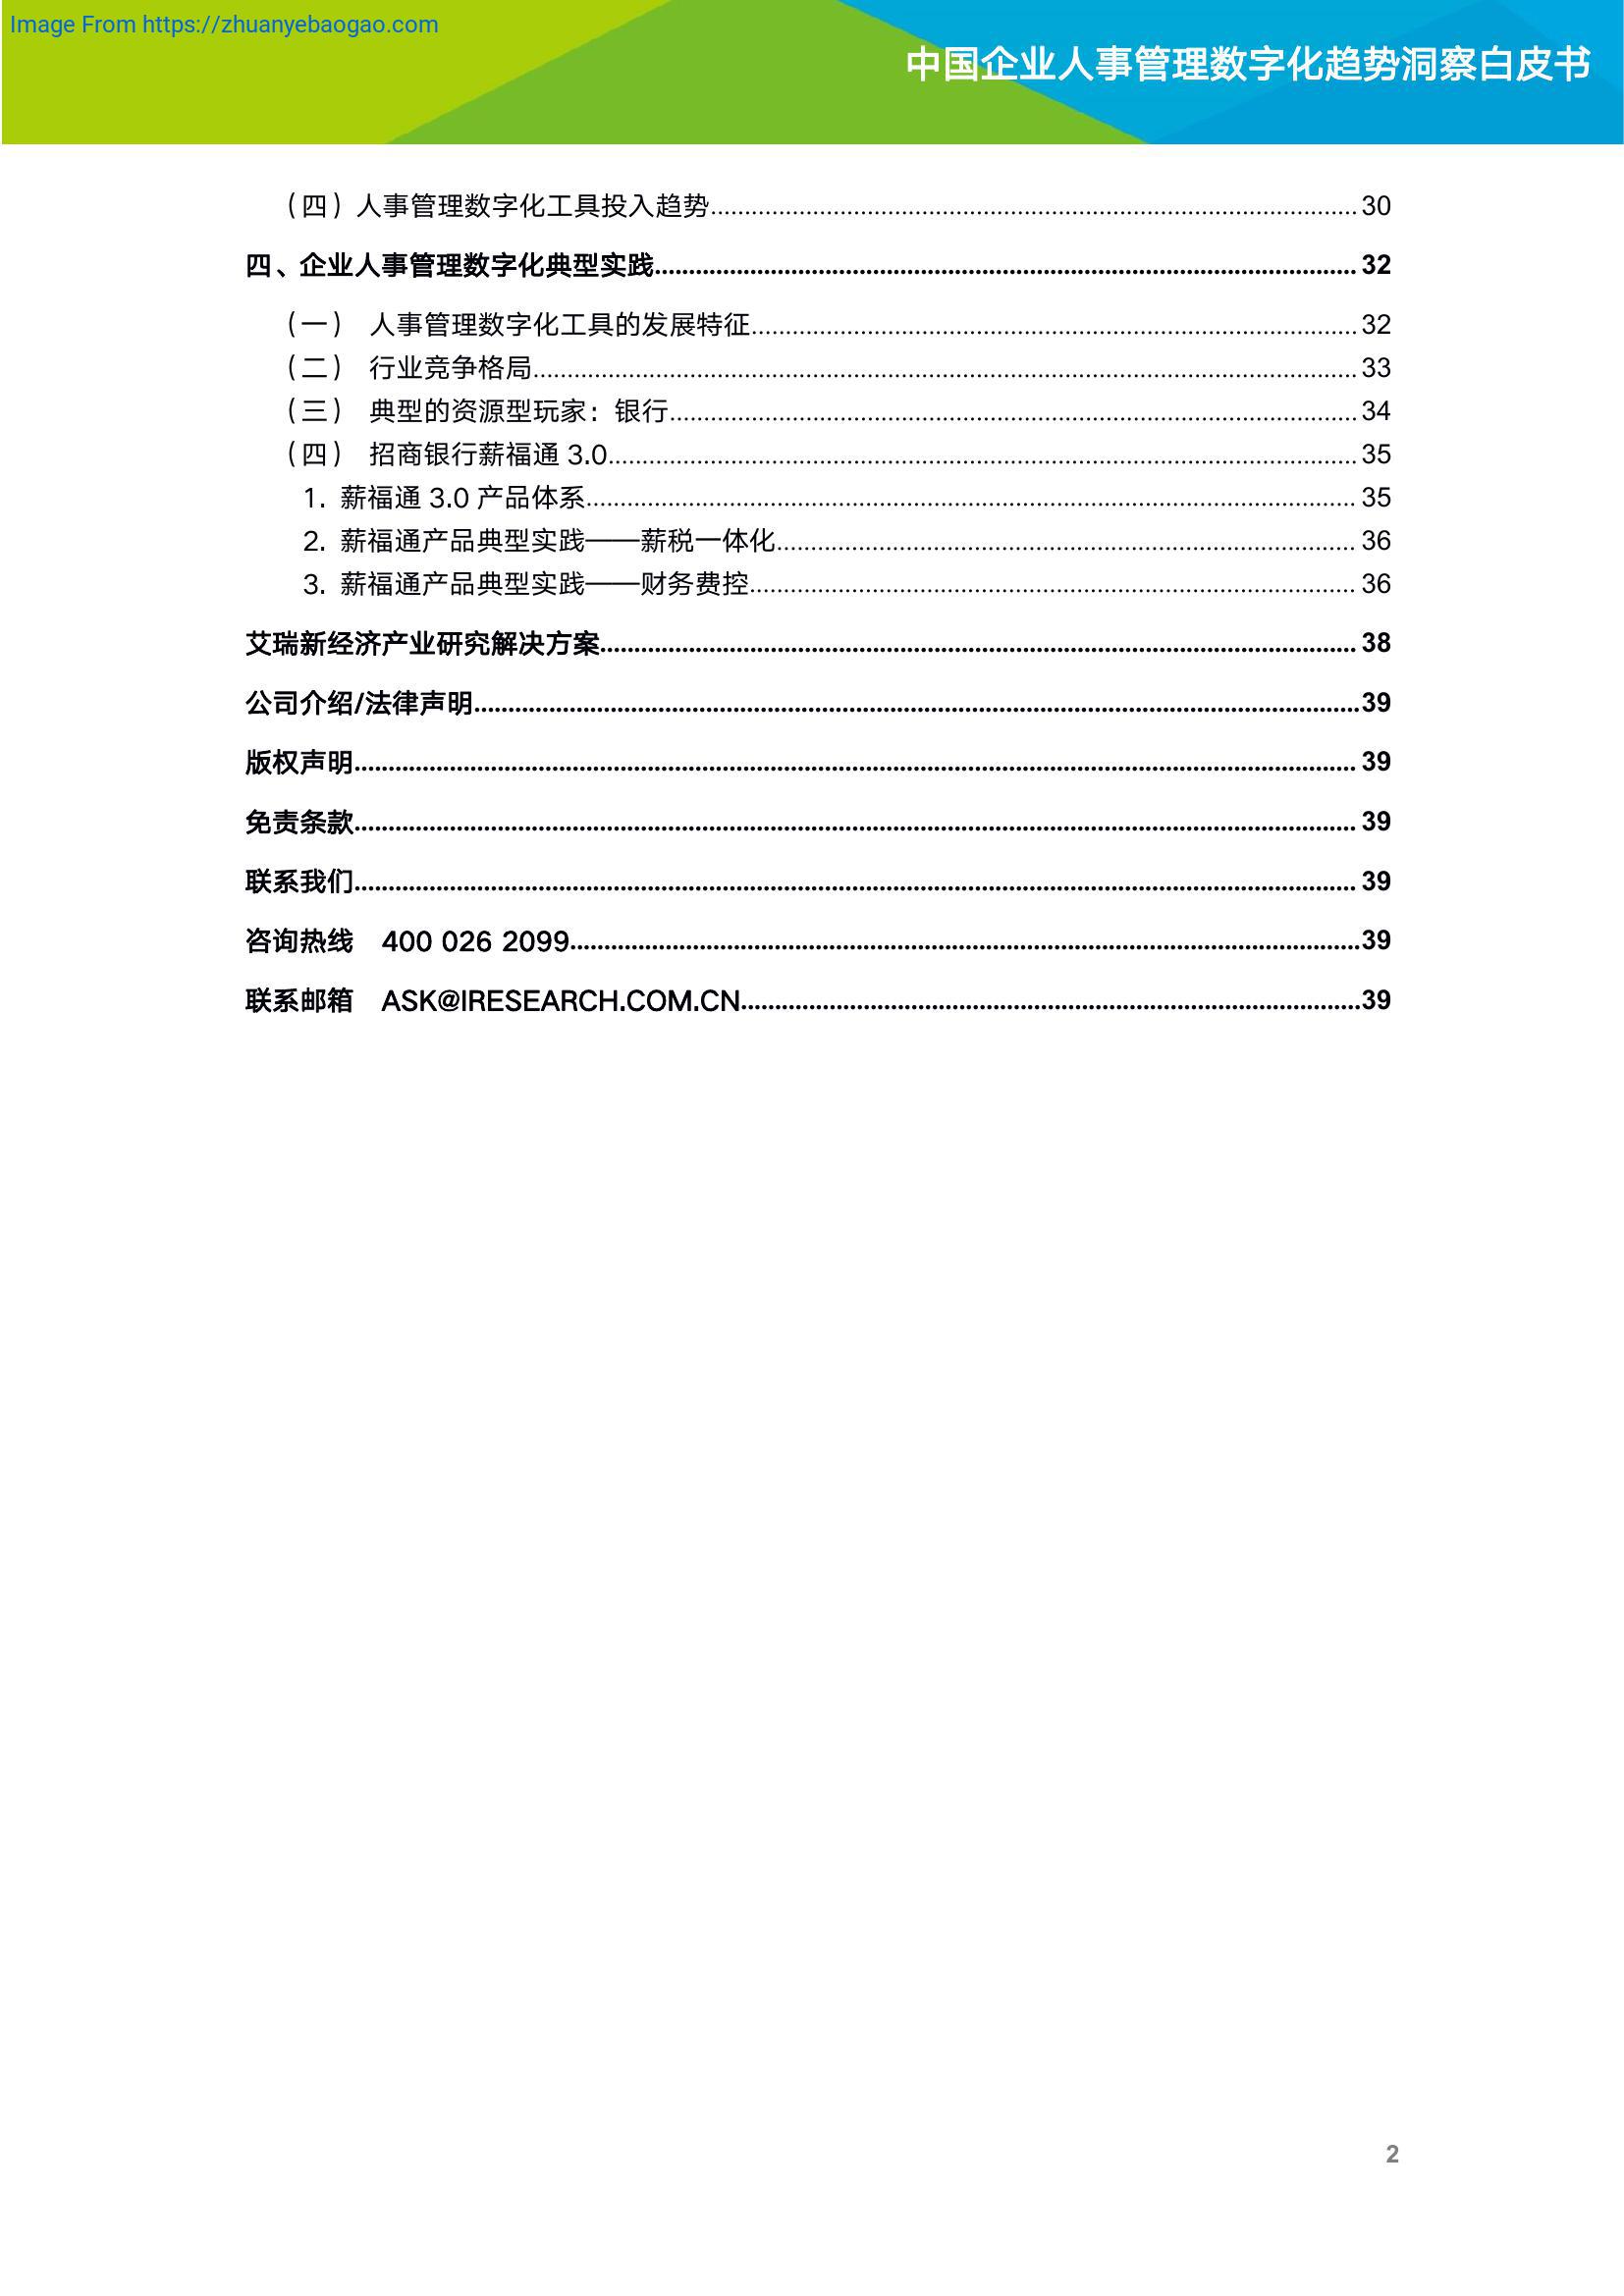 Image From https://zhuanyebaogao.com
中国企业人事管理数字化趋势洞察白皮书
（四）人事管理数字化工具投入趋势........30
四、企业人事管理数字化典型实践........32
（一） 人事管理数字化工具的发展特征........32
（二） 行业竞争格局........33
（三） 典型的资源型玩家：银行........34
（四） 招商银行薪福通 3.0........35
1. 薪福通 3.0 产品体系........35
2. 薪福通产品典型实践——薪税一体化........36
3. 薪福通产品典型实践——财务费控........36
艾瑞新经济产业研究解决方案........38
公司介绍/法律声明........39
版权声明........39
免责条款........39
联系我们........39
咨询热线 400 026 2099........39
联系邮箱 ASK@IRESEARCH.COM.CN........39
2